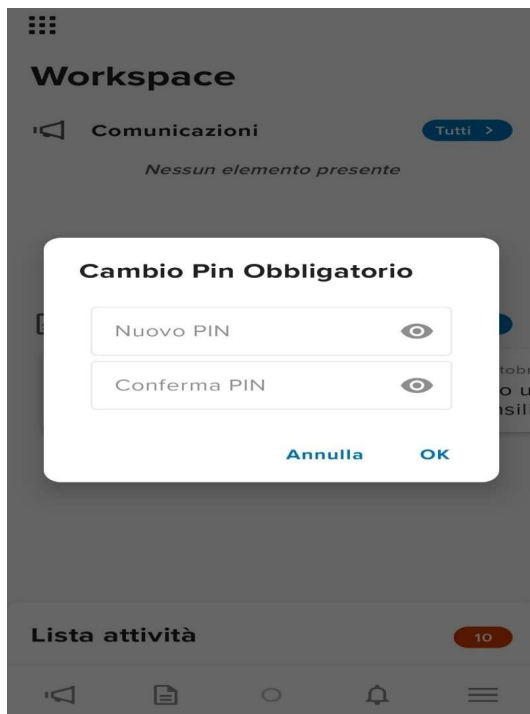 Workspace
Comunicazioni
Tutti >
Nessun elemento presente
Cambio Pin Obbligatorio
Nuovo PIN
Conferma PIN
Annulla OK
Lista attività
10